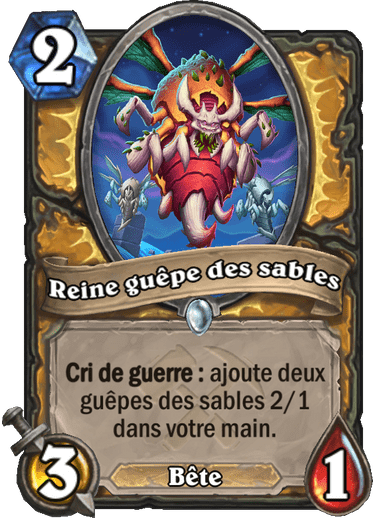 2
Reine guêpe des sables
Cri de guerre : ajoute deux
guêpes des sables 2/1
dans votre main.
3
Bête
1